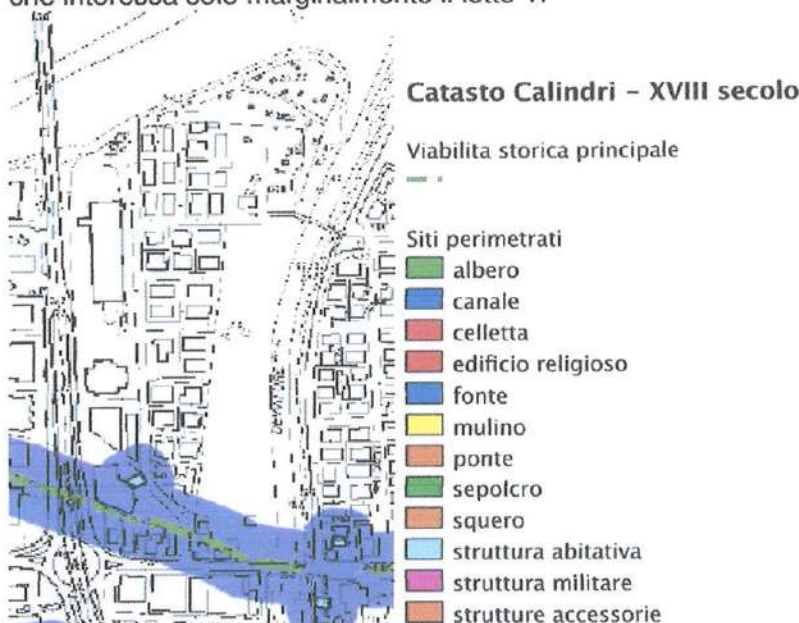 Catasto Calindri – XVIII secolo
Viabilita storica principale
Siti perimetrati
albero
canale
celletta
edificio religioso
fonte
mulino
ponte
sepolcro
squero
struttura abitativa
struttura militare
strutture accessorie